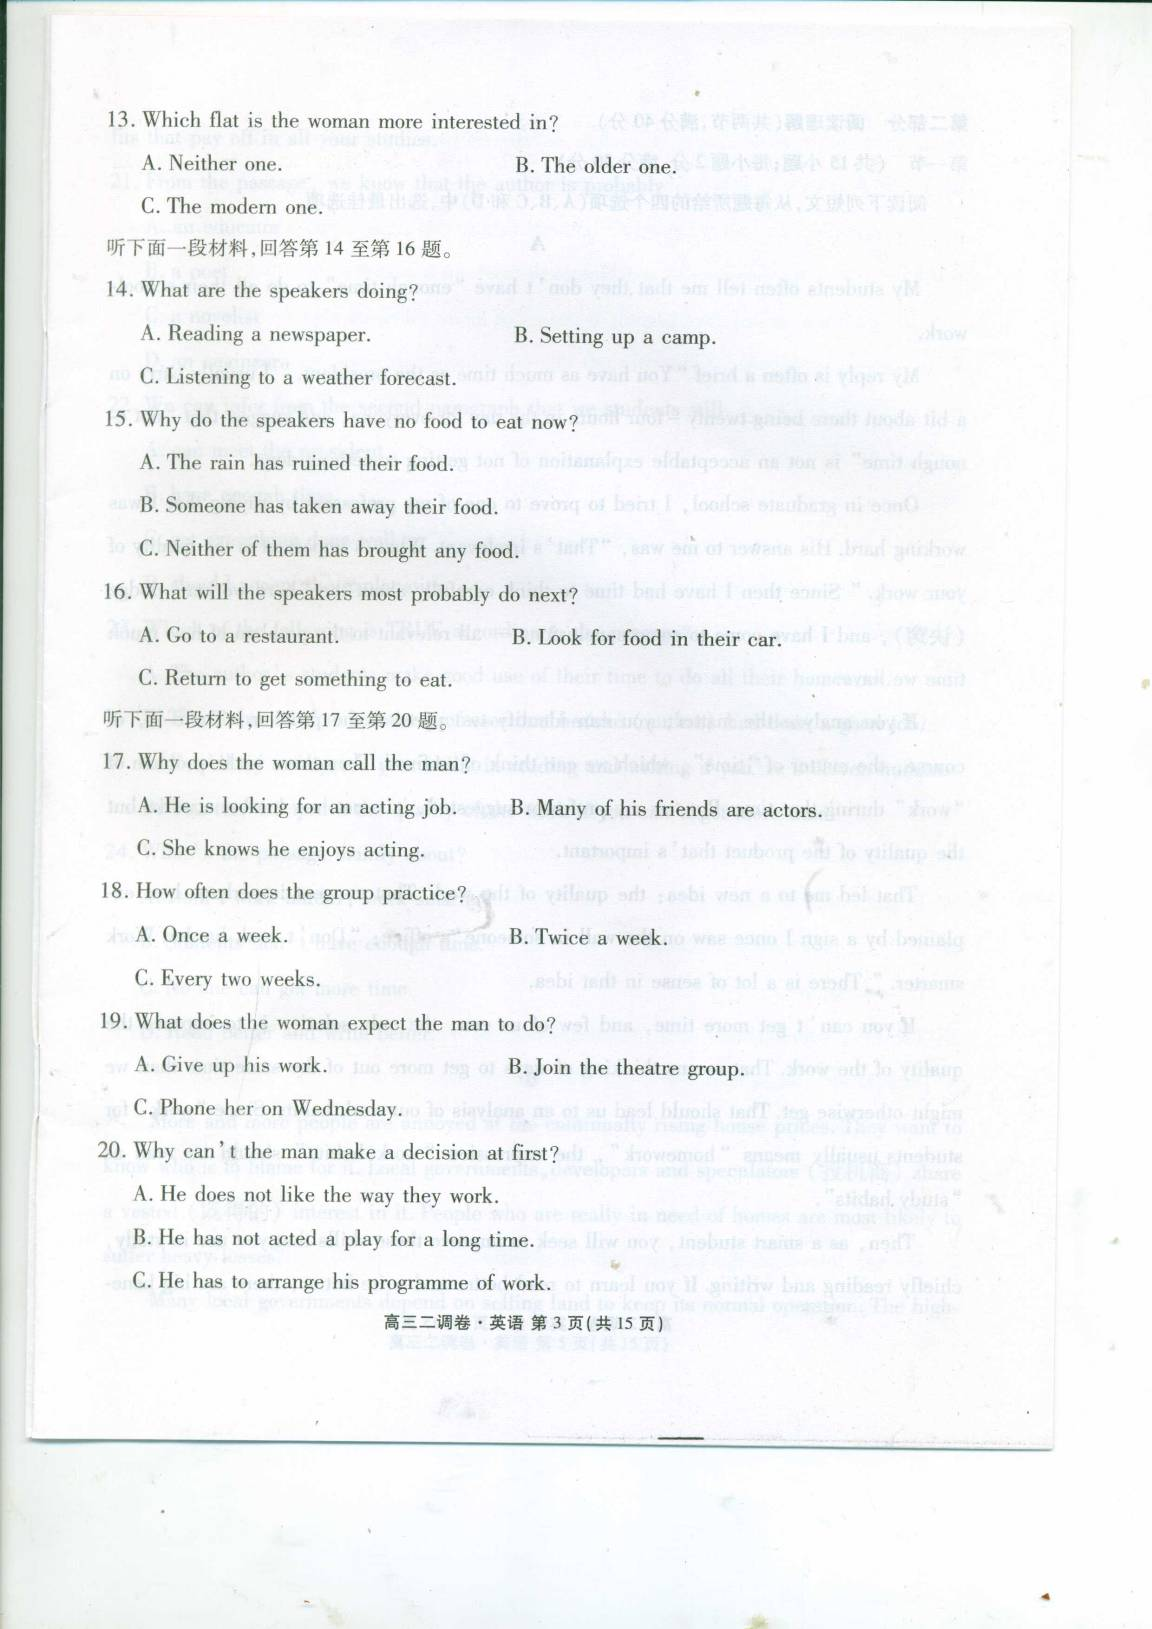 13. Which flat is the woman more interested in?
A. Neither one. B. The older one.
C. The modern one.
听下面一段材料,回答第 14 至第 16 题。
14. What are the speakers doing?
A. Reading a newspaper. B. Setting up a camp.
C. Listening to a weather forecast.
15. Why do the speakers have no food to eat now?
A. The rain has ruined their food.
B. Someone has taken away their food.
C. Neither of them has brought any food.
16. What will the speakers most probably do next?
A. Go to a restaurant. B. Look for food in their car.
C. Return to get something to eat.
听下面一段材料,回答第 17 至第 20 题。
17. Why does the woman call the man?
A. He is looking for an acting job. B. Many of his friends are actors.
C. She knows he enjoys acting.
18. How often does the group practice?
A. Once a week. B. Twice a week.
C. Every two weeks.
19. What does the woman expect the man to do?
A. Give up his work. B. Join the theatre group.
C. Phone her on Wednesday.
20. Why can't the man make a decision at first?
A. He does not like the way they work.
B. He has not acted a play for a long time.
C. He has to arrange his programme of work.
高三二调卷·英语 第 3 页(共 15 页)